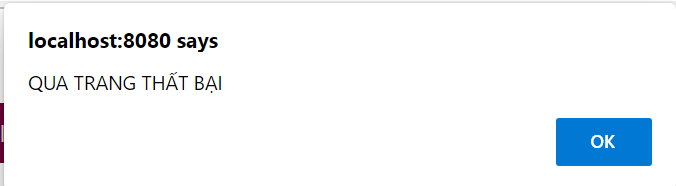 localhost:8080 says
QUA TRANG THẤT BẠI
OK